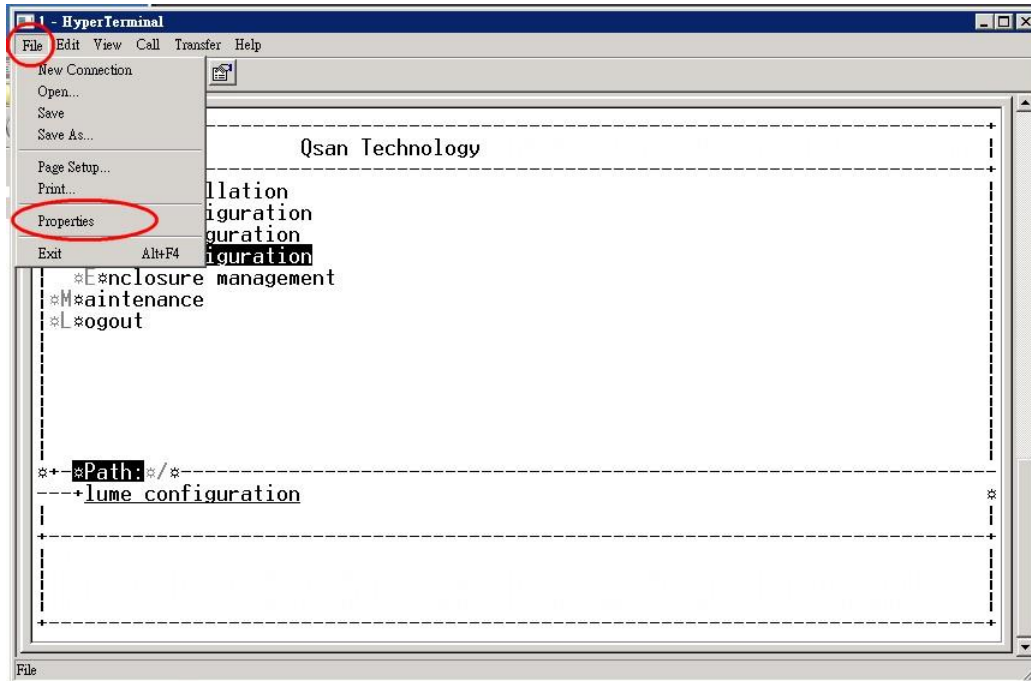 1 - HyperTerminal
File Edit View Call Transfer Help
New Connection
Open...
Save
Save As...
Page Setup...
Print...
Properties
Exit Alt+F4
Qsan Technology
llation
iguration
guration
iguration
¤E¤nclosure management
¤M¤aintenance
¤L¤ogout
¤+-¤Path:¤/¤
---+lume configuration ¤
File